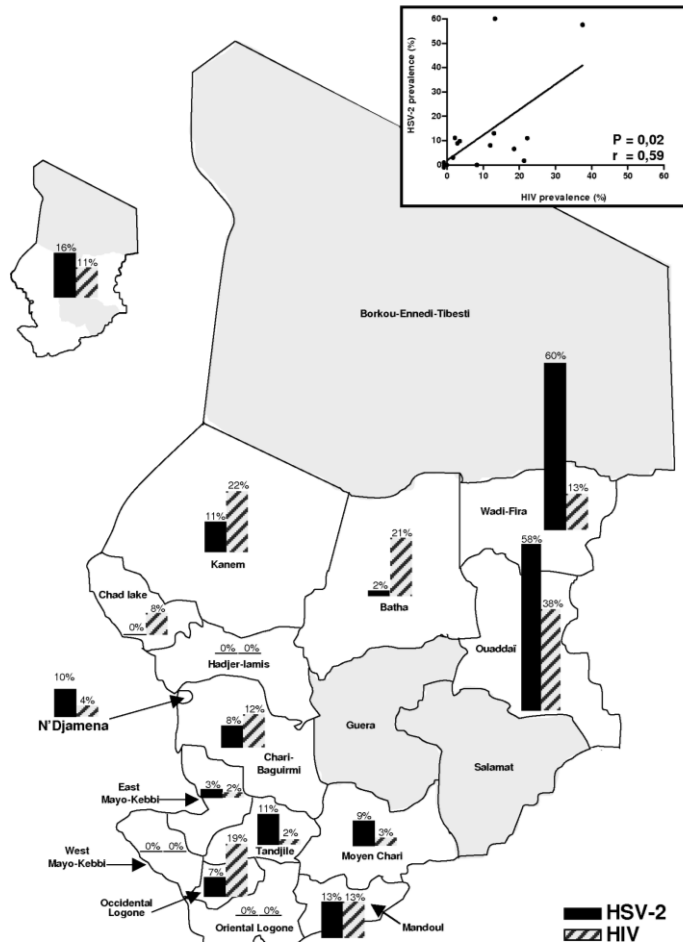 60
50
40
30
20
10
0
HSV-2 prevalence (%)
P = 0,02
r = 0,59
0 10 20 30 40 50 60
HIV prevalence (%)
16%
11%
Borkou-Ennedi-Tibesti
60%
13%
Wadi-Fira
22%
11%
Kanem
21%
2%
Batha
58%
38%
Ouaddaï
Chad lake
8%
0%
0% 0%
Hadjer-lamis
10%
4%
N'Djamena
Guera
12%
8%
Chari-
Baguirmi
Salamat
East
Mayo-Kebbi
3% 2%
11%
2%
Tandjile
9%
3%
Moyen Chari
West
Mayo-Kebbi
0% 0%
19%
7%
Occidental
Logone
0% 0%
Oriental Logone
13% 13%
Mandoul
HSV-2
HIV